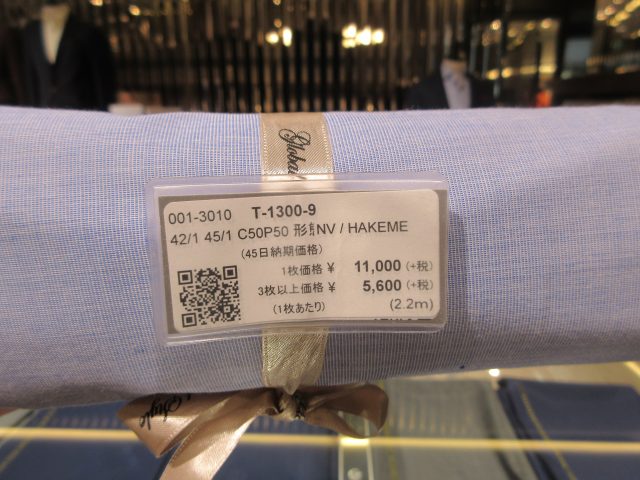 Global
001-3010 T-1300-9
42/1 45/1 C50P50 形態NV / HAKEME
(45日納期価格)
1枚価格 ¥ 11,000 (+税)
3枚以上価格 ¥ 5,600 (+税)
(1枚あたり) (2.2m)
Style